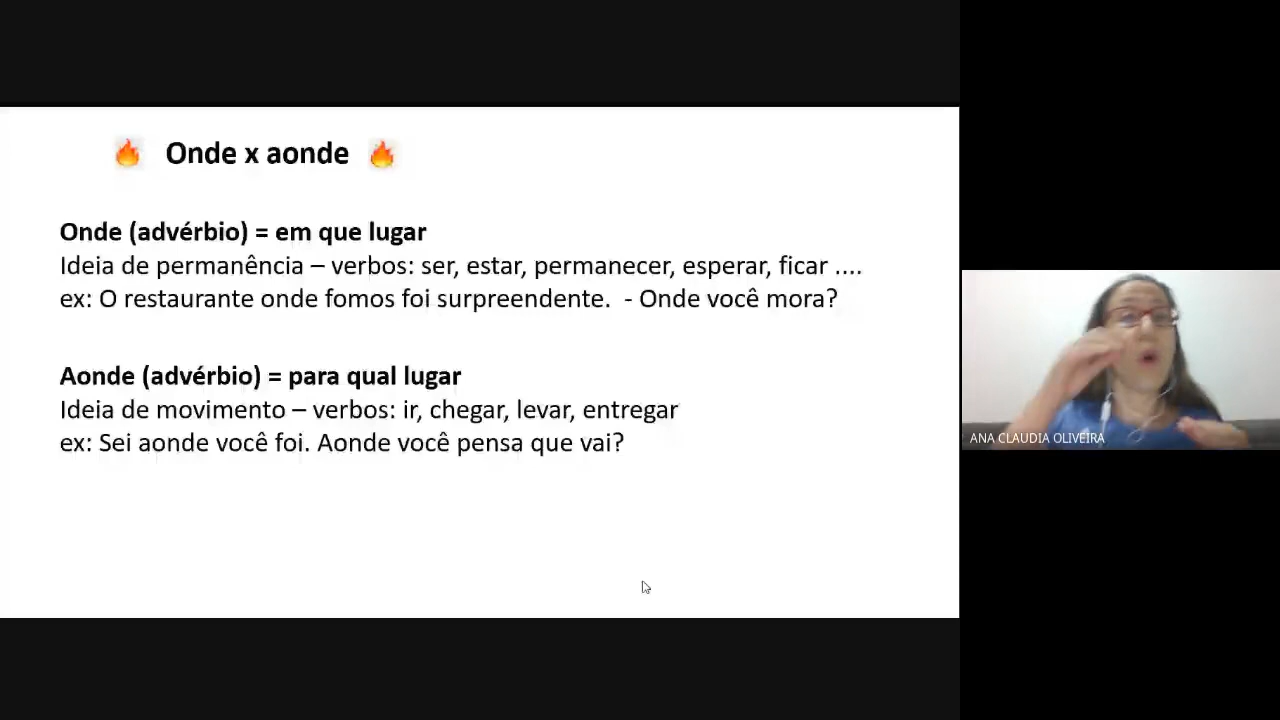 🔥 Onde x aonde 🔥
Onde (advérbio) = em que lugar
Ideia de permanência – verbos: ser, estar, permanecer, esperar, ficar ....
ex: O restaurante onde fomos foi surpreendente.  - Onde você mora?
Aonde (advérbio) = para qual lugar
Ideia de movimento – verbos: ir, chegar, levar, entregar
ex: Sei aonde você foi. Aonde você pensa que vai?
ANA CLAUDIA OLIVEIRA